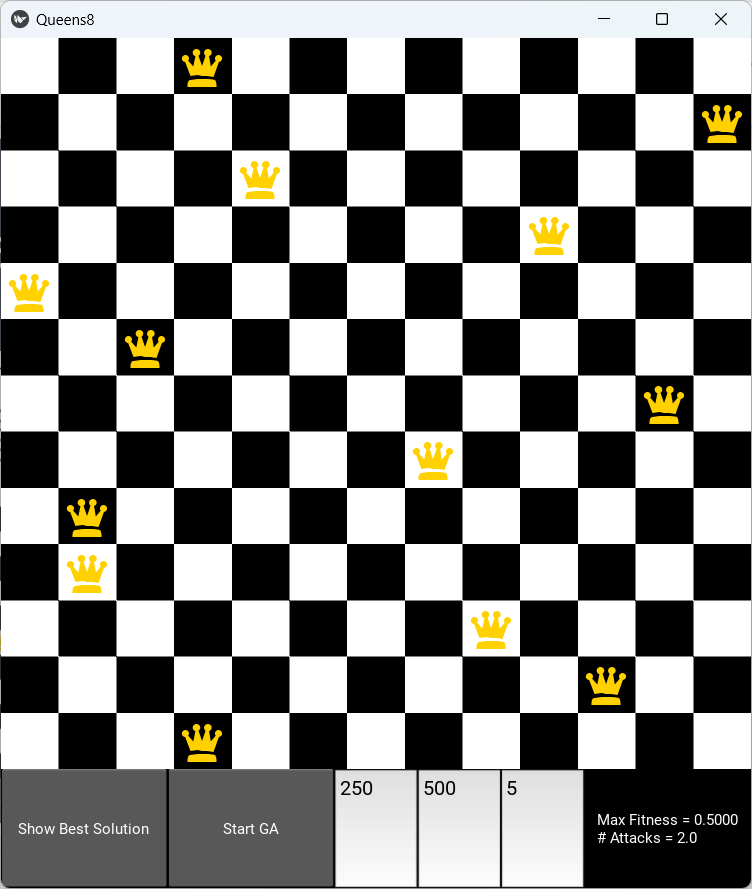 Queens8
Show Best Solution
Start GA
250
500
5
Max Fitness = 0.5000
# Attacks = 2.0